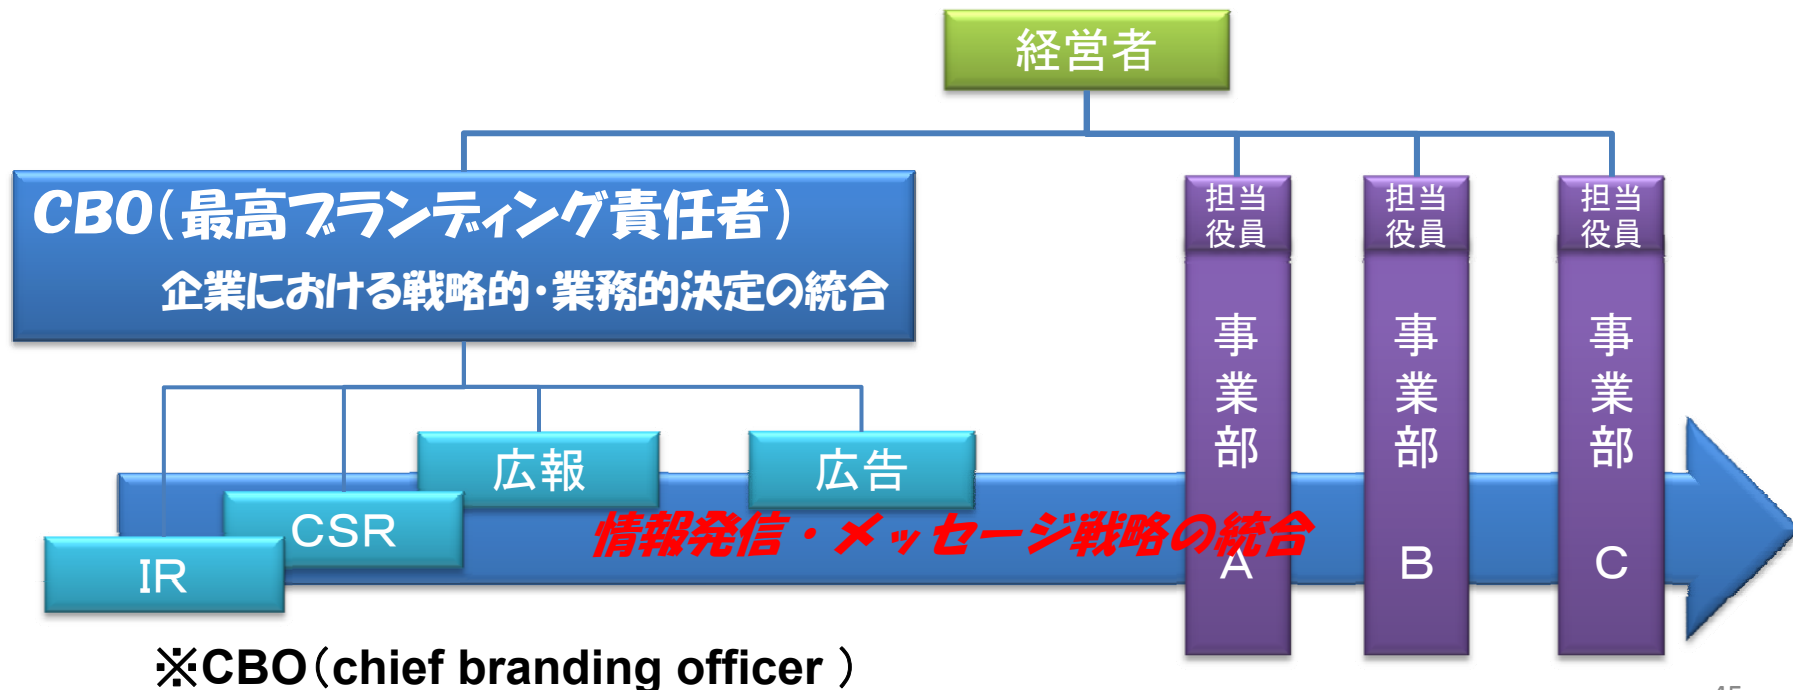 経営者
CBO(最高ブランディング責任者)
企業における戦略的・業務的決定の統合
担当
役員
事業部
A
担当
役員
事業部
B
担当
役員
事業部
C
広報
広告
CSR
IR
情報発信・メッセージ戦略の統合
※CBO(chief branding officer )